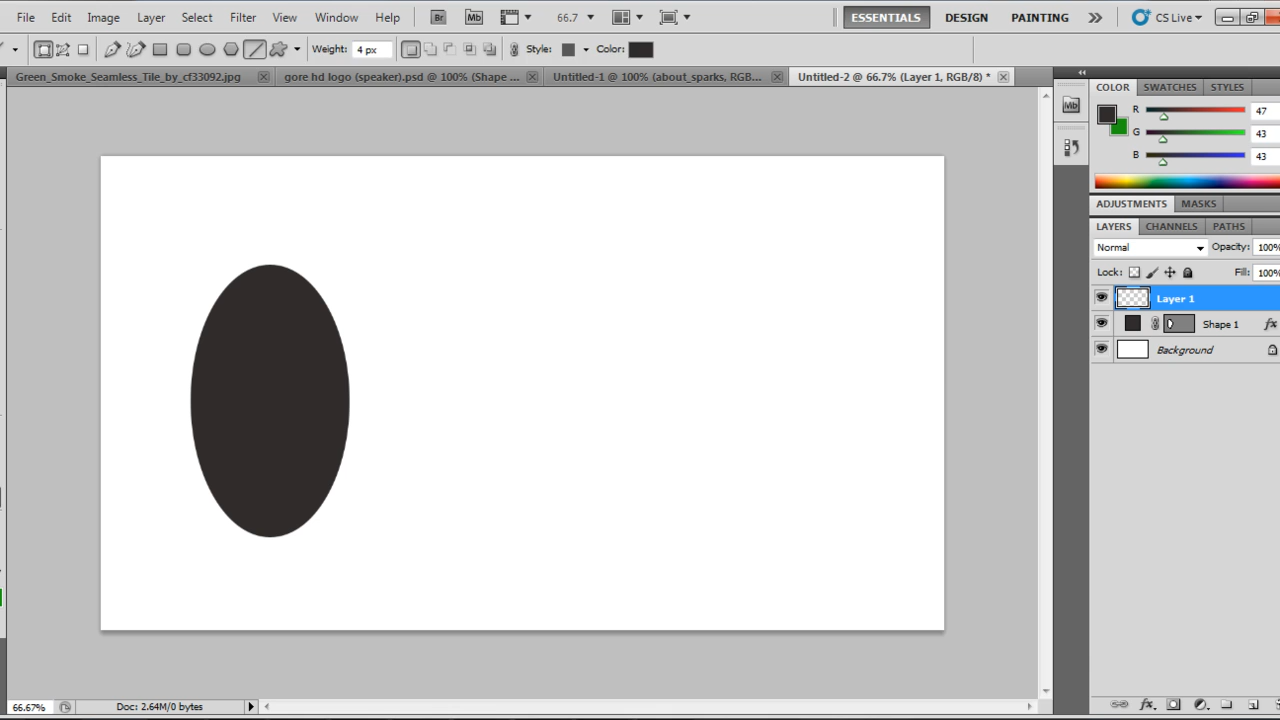 File Edit Image Layer Select Filter View Window Help Br Mb 66.7 ESSENTIALS DESIGN PAINTING CS Live
Weight: 4 px Style: Color:
Green_Smoke_Seamless_Tile_by_cf33092.jpg gore hd logo (speaker).psd @ 100% (Shape ... Untitled-1 @ 100% (about_sparks, RGB... Untitled-2 @ 66.7% (Layer 1, RGB/8) *
COLOR SWATCHES STYLES
Mb
R 47
G 43
B 43
ADJUSTMENTS MASKS
LAYERS CHANNELS PATHS
Normal Opacity: 100%
Lock: Fill: 100%
Layer 1
Shape 1 fx
Background
66.67% Doc: 2.64M/0 bytes fx